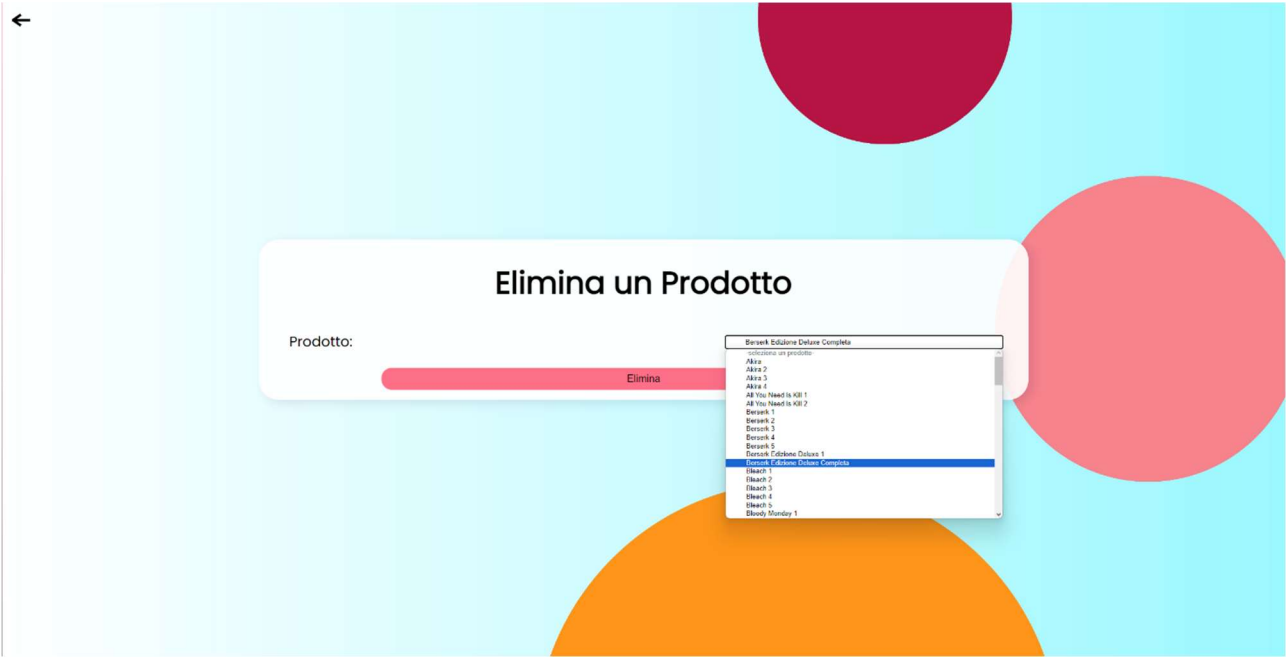 Elimina un Prodotto
Prodotto:
Berserk Edizione Deluxe Completa
-seleziona un prodotto-
Akira
Akira 2
Akira 3
Akira 4
All You Need Is Kill 1
All You Need Is Kill 2
Berserk 1
Berserk 2
Berserk 3
Berserk 4
Berserk 5
Berserk Edizione Deluxe 1
Berserk Edizione Deluxe Completa
Bleach 1
Bleach 2
Bleach 3
Bleach 4
Bleach 5
Bloody Monday 1
Elimina